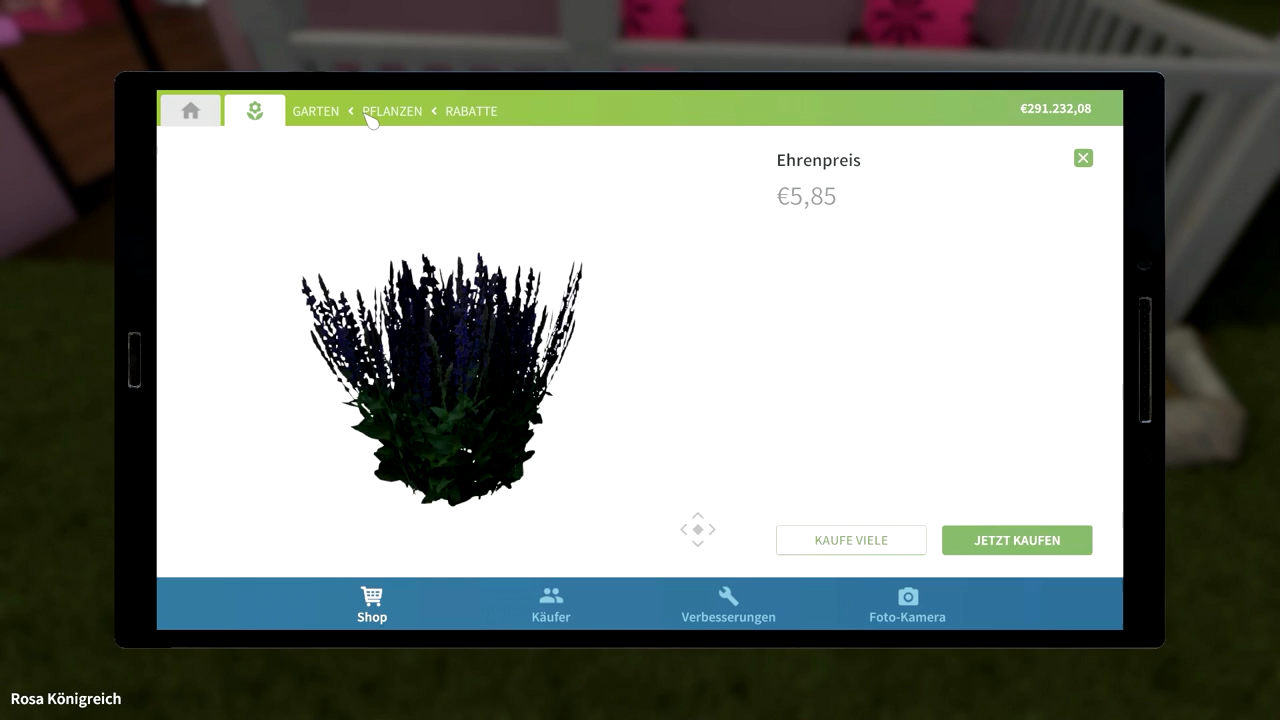 GARTEN < PFLANZEN < RABATTE
€291.232,08
Ehrenpreis
€5,85
KAUFE VIELE
JETZT KAUFEN
Shop
Käufer
Verbesserungen
Foto-Kamera
Rosa Königreich